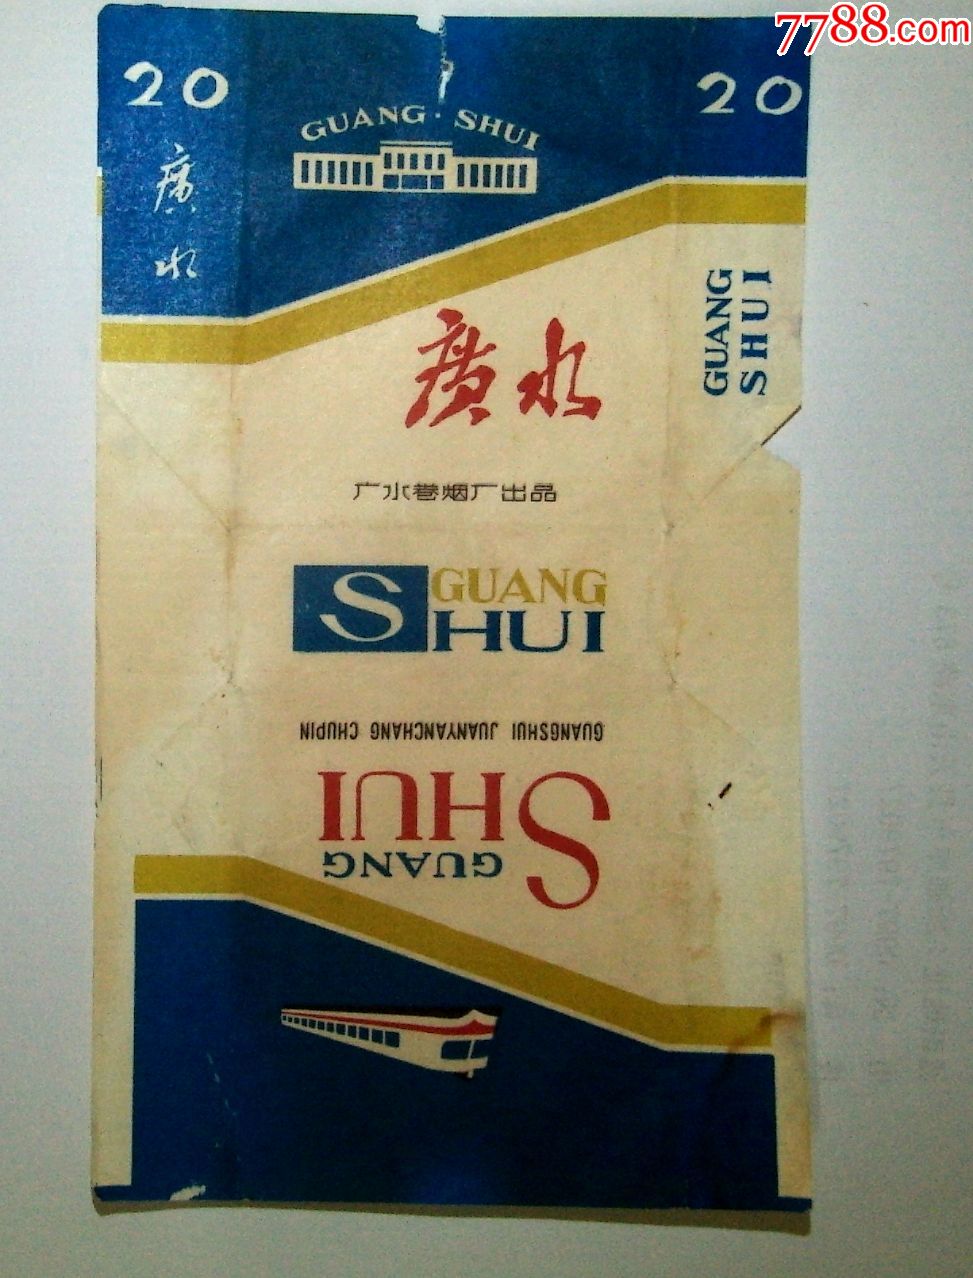 7788.com
20
20
GUANG · SHUI
廣水
GUANG
SHUI
廣水
广水卷烟厂出品
S
GUANG
SHUI
GUANGSHUI JUANYANCHANG CHUPIN
GUANG
SHUI